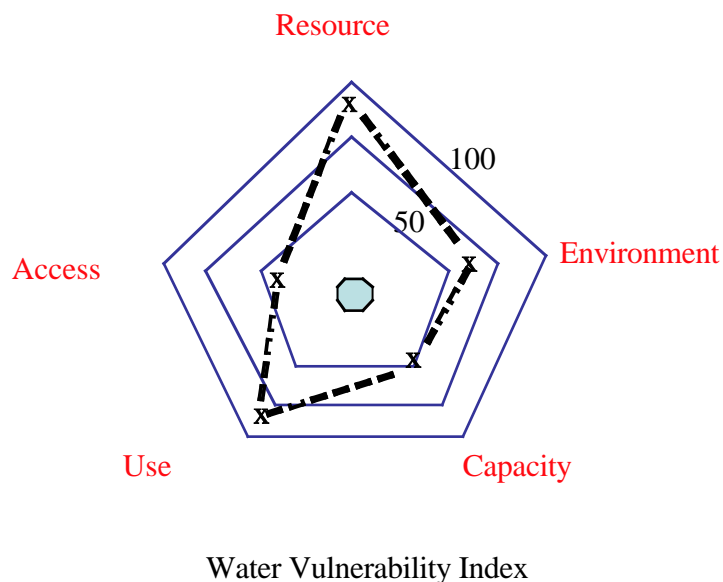 Resource
x
100
50
Environment
Access
x
x
x
x
Use
Capacity
Water Vulnerability Index